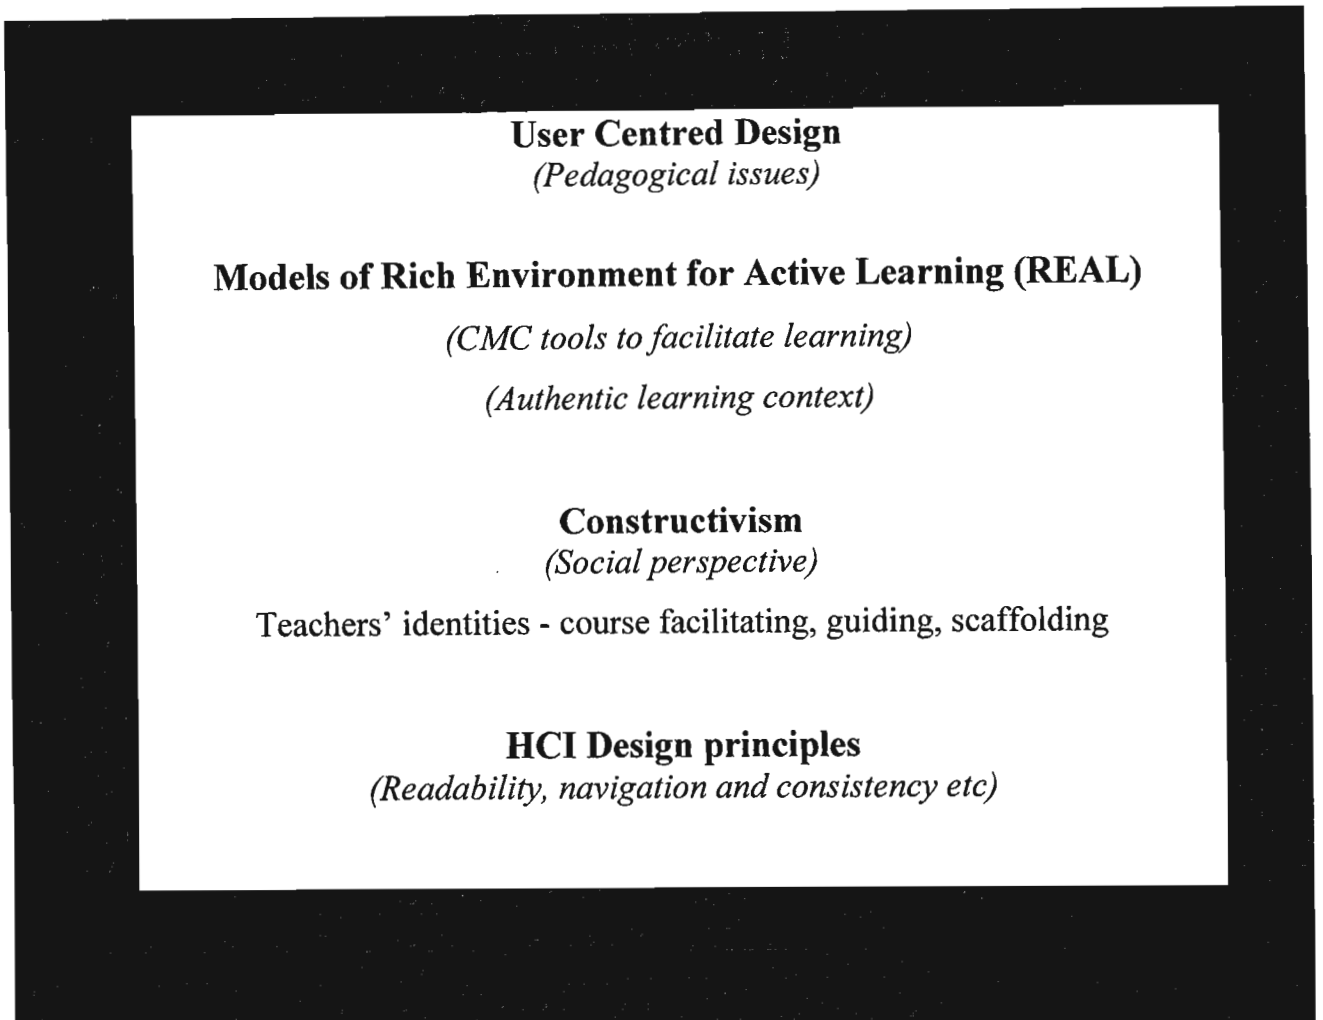 User Centred Design
(Pedagogical issues)
Models of Rich Environment for Active Learning (REAL)
(CMC tools to facilitate learning)
(Authentic learning context)
Constructivism
(Social perspective)
Teachers' identities - course facilitating, guiding, scaffolding
HCI Design principles
(Readability, navigation and consistency etc)